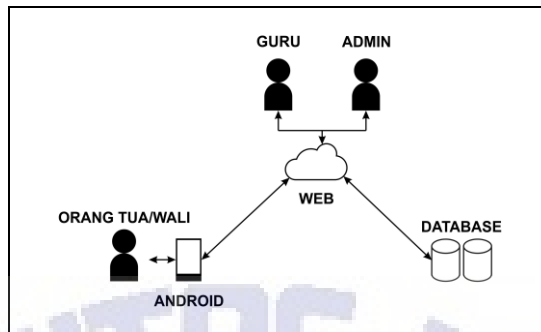 GURU ADMIN
WEB
ORANG TUA/WALI
DATABASE
ANDROID